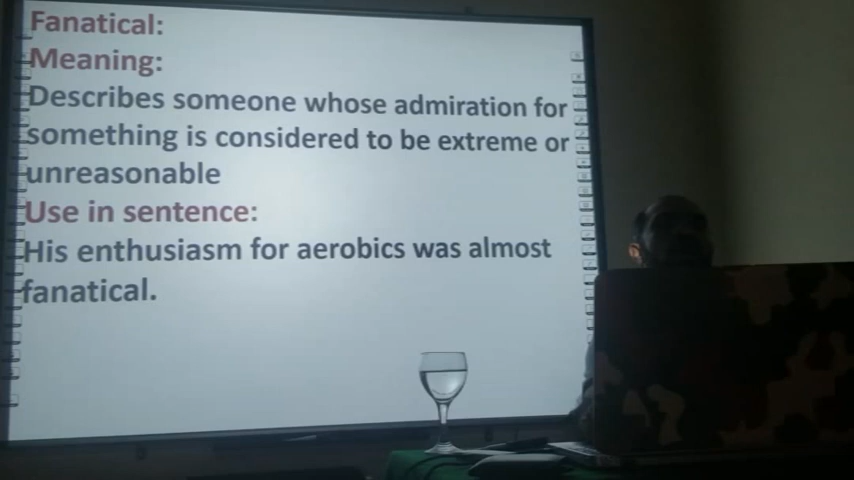 Fanatical:
Meaning:
Describes someone whose admiration for
something is considered to be extreme or
unreasonable
Use in sentence:
His enthusiasm for aerobics was almost
fanatical.